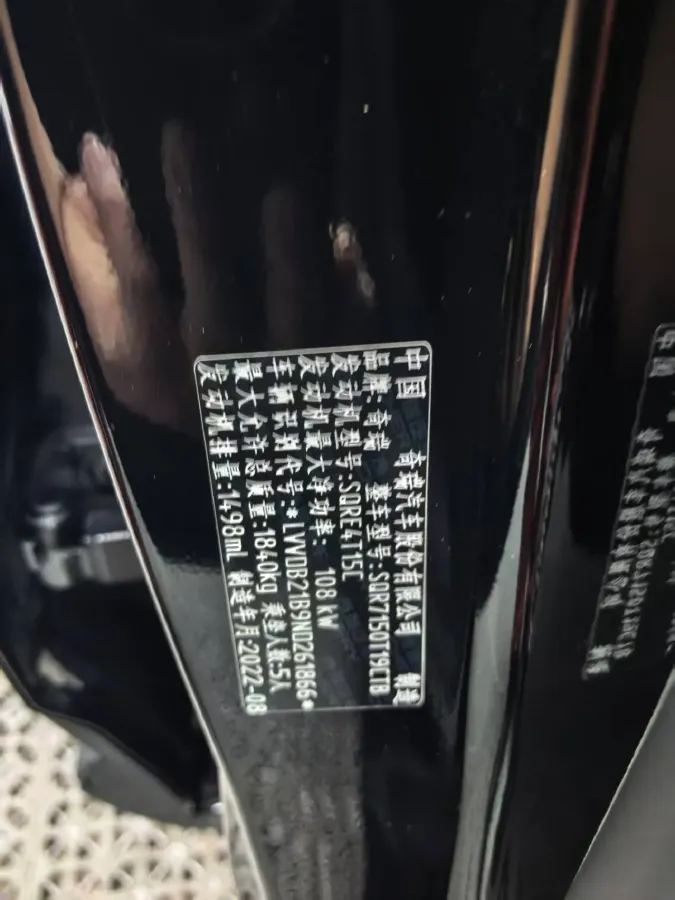 中国 奇瑞汽车股份有限公司 制造
品牌:奇瑞 整车型号:SQR7150T19CTB
发动机型号:SQRE4T15C
发动机最大净功率: 108 kW
车辆识别代号:*LVVDB21B9ND261866*
最大允许总质量:1840kg 乘坐人数:5人
发动机排量:1498mL 制造年月:2022-08